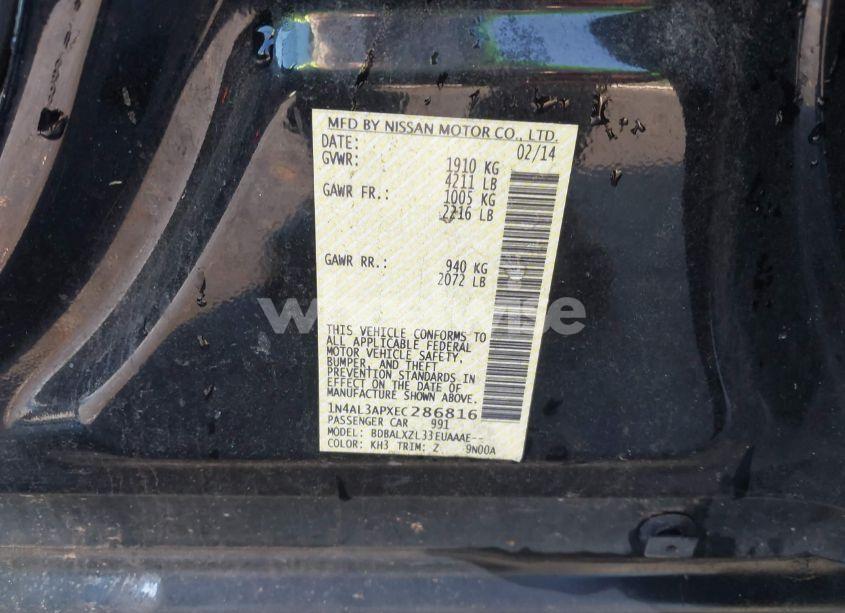 MFD BY NISSAN MOTOR CO., LTD.
DATE: 02/14
GVWR: 1910 KG
4211 LB
GAWR FR.: 1005 KG
2216 LB
GAWR RR.: 940 KG
2072 LB
THIS VEHICLE CONFORMS TO
ALL APPLICABLE FEDERAL
MOTOR VEHICLE SAFETY,
BUMPER, AND THEFT
PREVENTION STANDARDS IN
EFFECT ON THE DATE OF
MANUFACTURE SHOWN ABOVE.
1N4AL3APXEC286816
PASSENGER CAR 991
MODEL: BDBALXZL33EUAAAE--
COLOR: KH3 TRIM: Z 9N00A